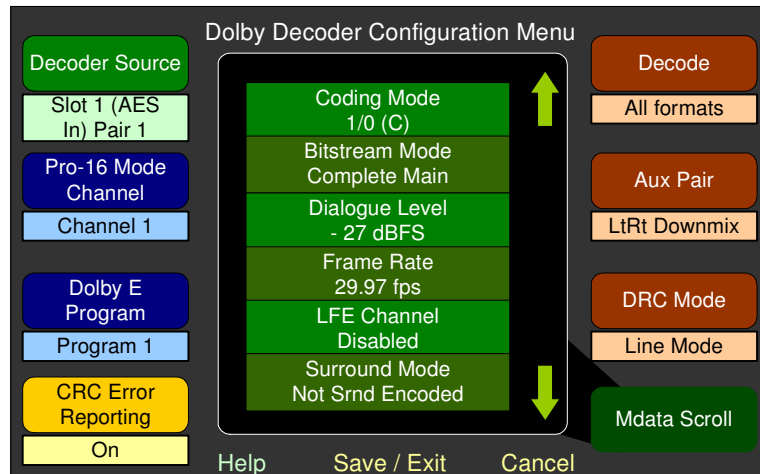 Dolby Decoder Configuration Menu
Decoder Source
Slot 1 (AES
In) Pair 1
Pro-16 Mode
Channel
Channel 1
Dolby E
Program
Program 1
CRC Error
Reporting
On
Coding Mode
1/0 (C)
Bitstream Mode
Complete Main
Dialogue Level
- 27 dBFS
Frame Rate
29.97 fps
LFE Channel
Disabled
Surround Mode
Not Srnd Encoded
Decode
All formats
Aux Pair
LtRt Downmix
DRC Mode
Line Mode
Mdata Scroll
Help
Save / Exit
Cancel